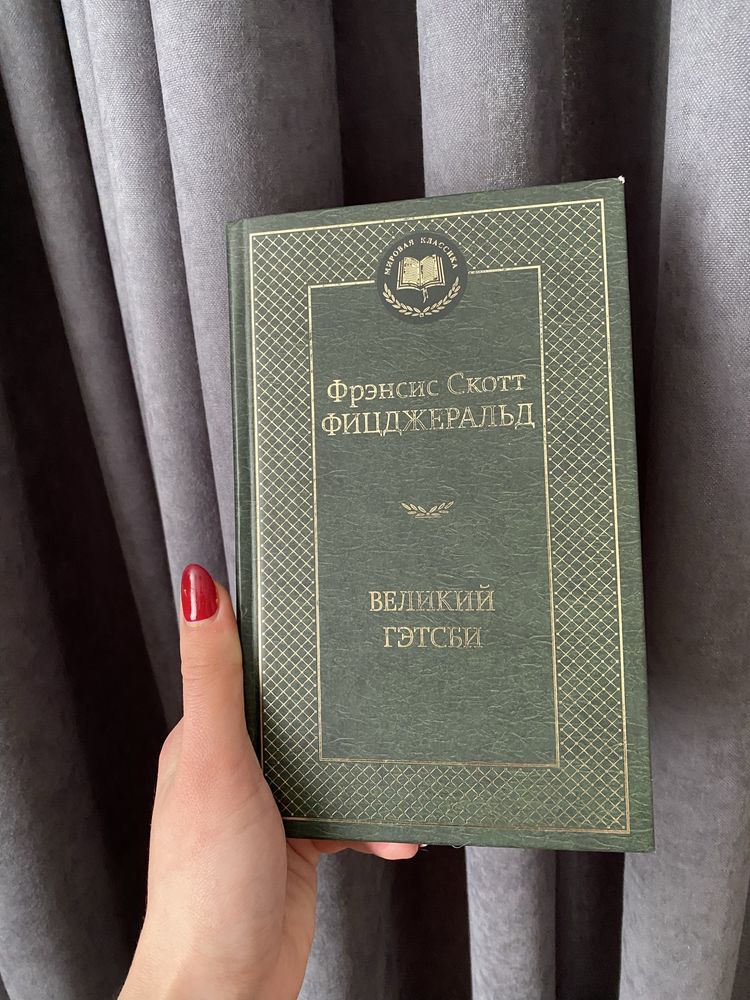 МИРОВАЯ КЛАССИКА
Фрэнсис Скотт
ФИЦДЖЕРАЛЬД
ВЕЛИКИЙ
ГЭТСБИ